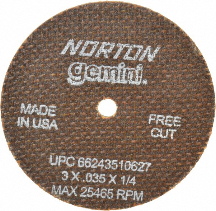 NORTON
gemini.
MADE
IN USA
FREE
CUT
UPC 66243510627
3 X .035 X 1/4
MAX 25465 RPM